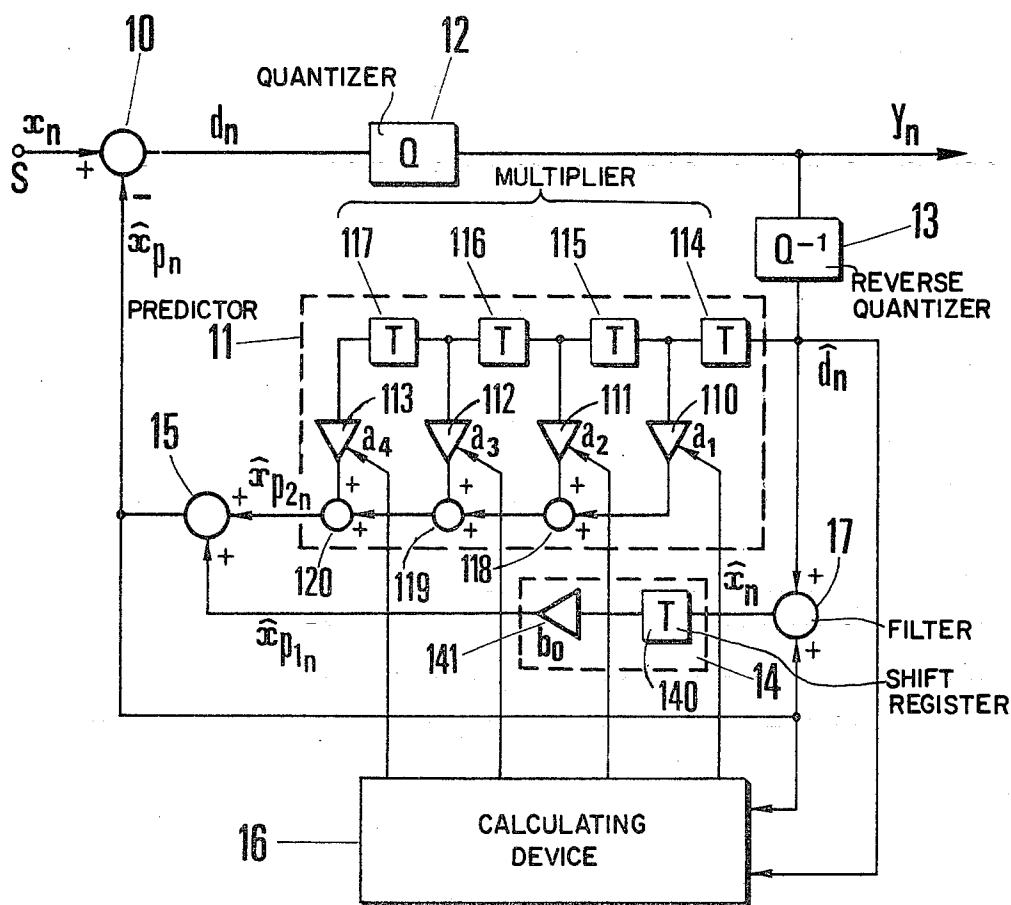 10
12
QUANTIZER
xₙ
dₙ
Q
Yₙ
S
+
−
MULTIPLIER
x̂pₙ
117
116
115
114
Q⁻¹
13
REVERSE
QUANTIZER
PREDICTOR
11
T
T
T
T
d̂ₙ
113
112
111
110
a₄
a₃
a₂
a₁
15
x̂p₂ₙ
+
+
+
+
+
+
+
+
120
119
118
x̂ₙ
17
+
T
FILTER
x̂p₁ₙ
141
b₀
140
14
+
SHIFT
REGISTER
16
CALCULATING
DEVICE